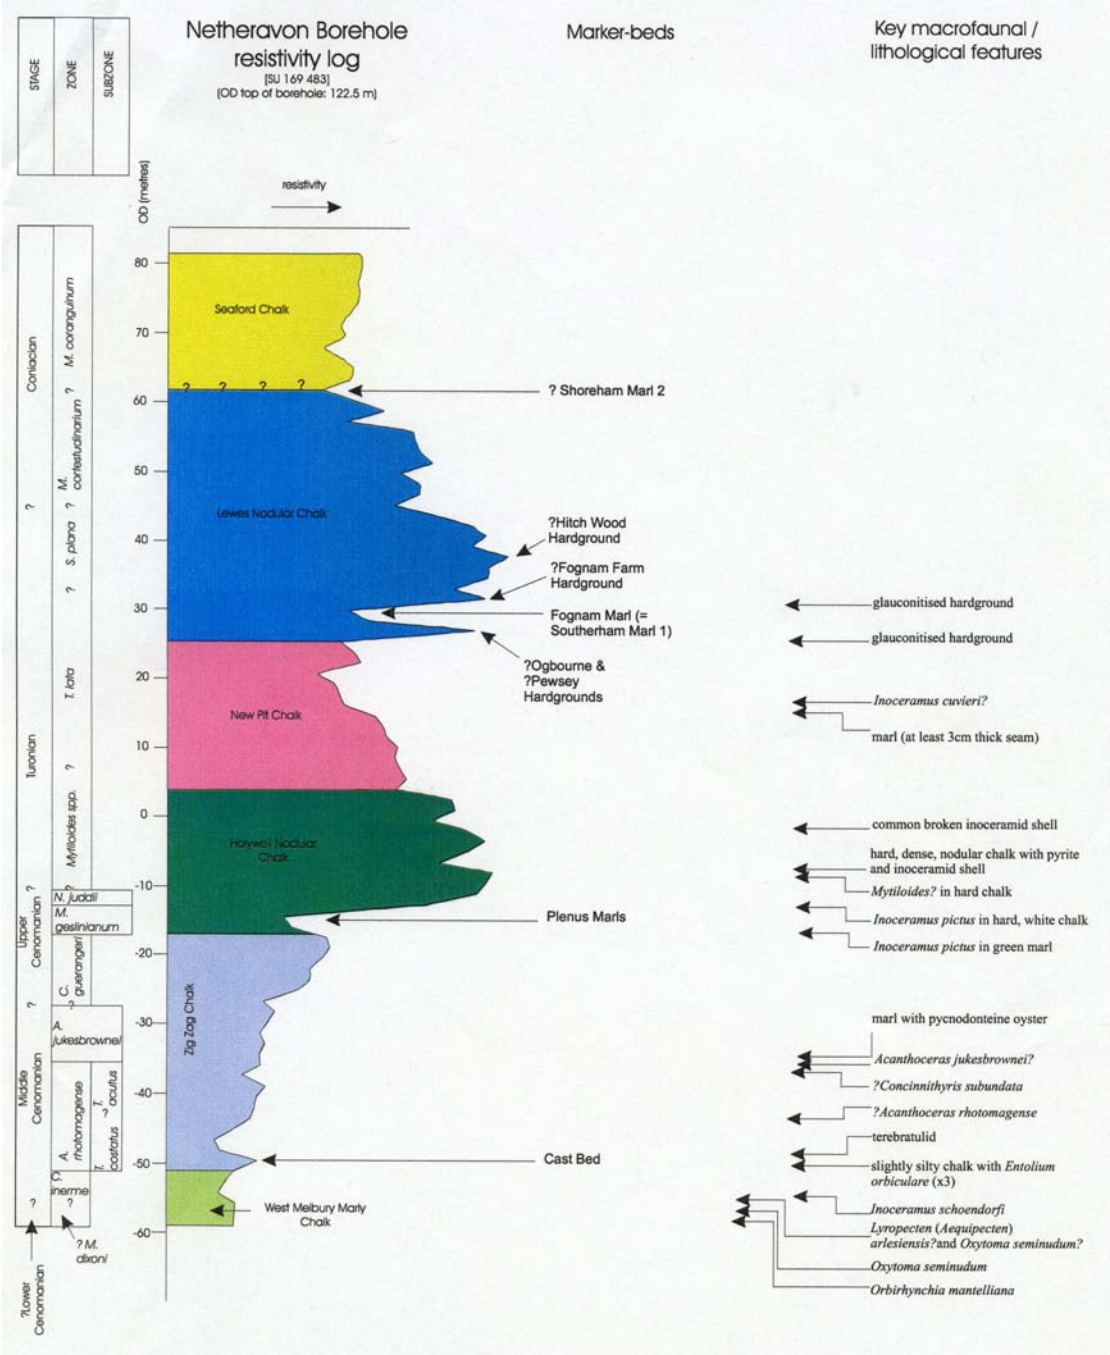 Netheravon Borehole
resistivity log
[SU 169 483]
(OD top of borehole: 122.5 m)
Marker-beds
Key macrofaunal /
lithological features
STAGE
ZONE
SUBZONE
OD (metres)
resistivity
80
70
60
50
40
30
20
10
0
-10
-20
-30
-40
-50
-60
Coniacian
?
Turonian
?
Upper
Cenomanian
?
Middle
Cenomanian
?
?Lower
Cenomanian
M. coranguinum
?
M.
cortestudinarium
?
S. plana
?
T. lata
?
Mytiloides spp.
?
N. juddii
M.
geslinianum
C.
guerangeri
?
A.
jukesbrownei
A.
rhotomagense
T.
acutus
?
T.
costatus
C.
inerme
?
? M.
dixoni
Seaford Chalk
? ? ? ?
Lewes Nodular Chalk
New Pit Chalk
Holywell Nodular
Chalk
Zig Zag Chalk
West Melbury Marly
Chalk
? Shoreham Marl 2
?Hitch Wood
Hardground
?Fognam Farm
Hardground
Fognam Marl (=
Southerham Marl 1)
?Ogbourne &
?Pewsey
Hardgrounds
Plenus Marls
Cast Bed
glauconitised hardground
glauconitised hardground
Inoceramus cuvieri?
marl (at least 3cm thick seam)
common broken inoceramid shell
hard, dense, nodular chalk with pyrite
and inoceramid shell
Mytiloides? in hard chalk
Inoceramus pictus in hard, white chalk
Inoceramus pictus in green marl
marl with pycnodonteine oyster
Acanthoceras jukesbrownei?
?Concinnithyris subundata
?Acanthoceras rhotomagense
terebratulid
slightly silty chalk with Entolium
orbiculare (x3)
Inoceramus schoendorfi
Lyropecten (Aequipecten)
arlesiensis?and Oxytoma seminudum?
Oxytoma seminudum
Orbirhynchia mantelliana